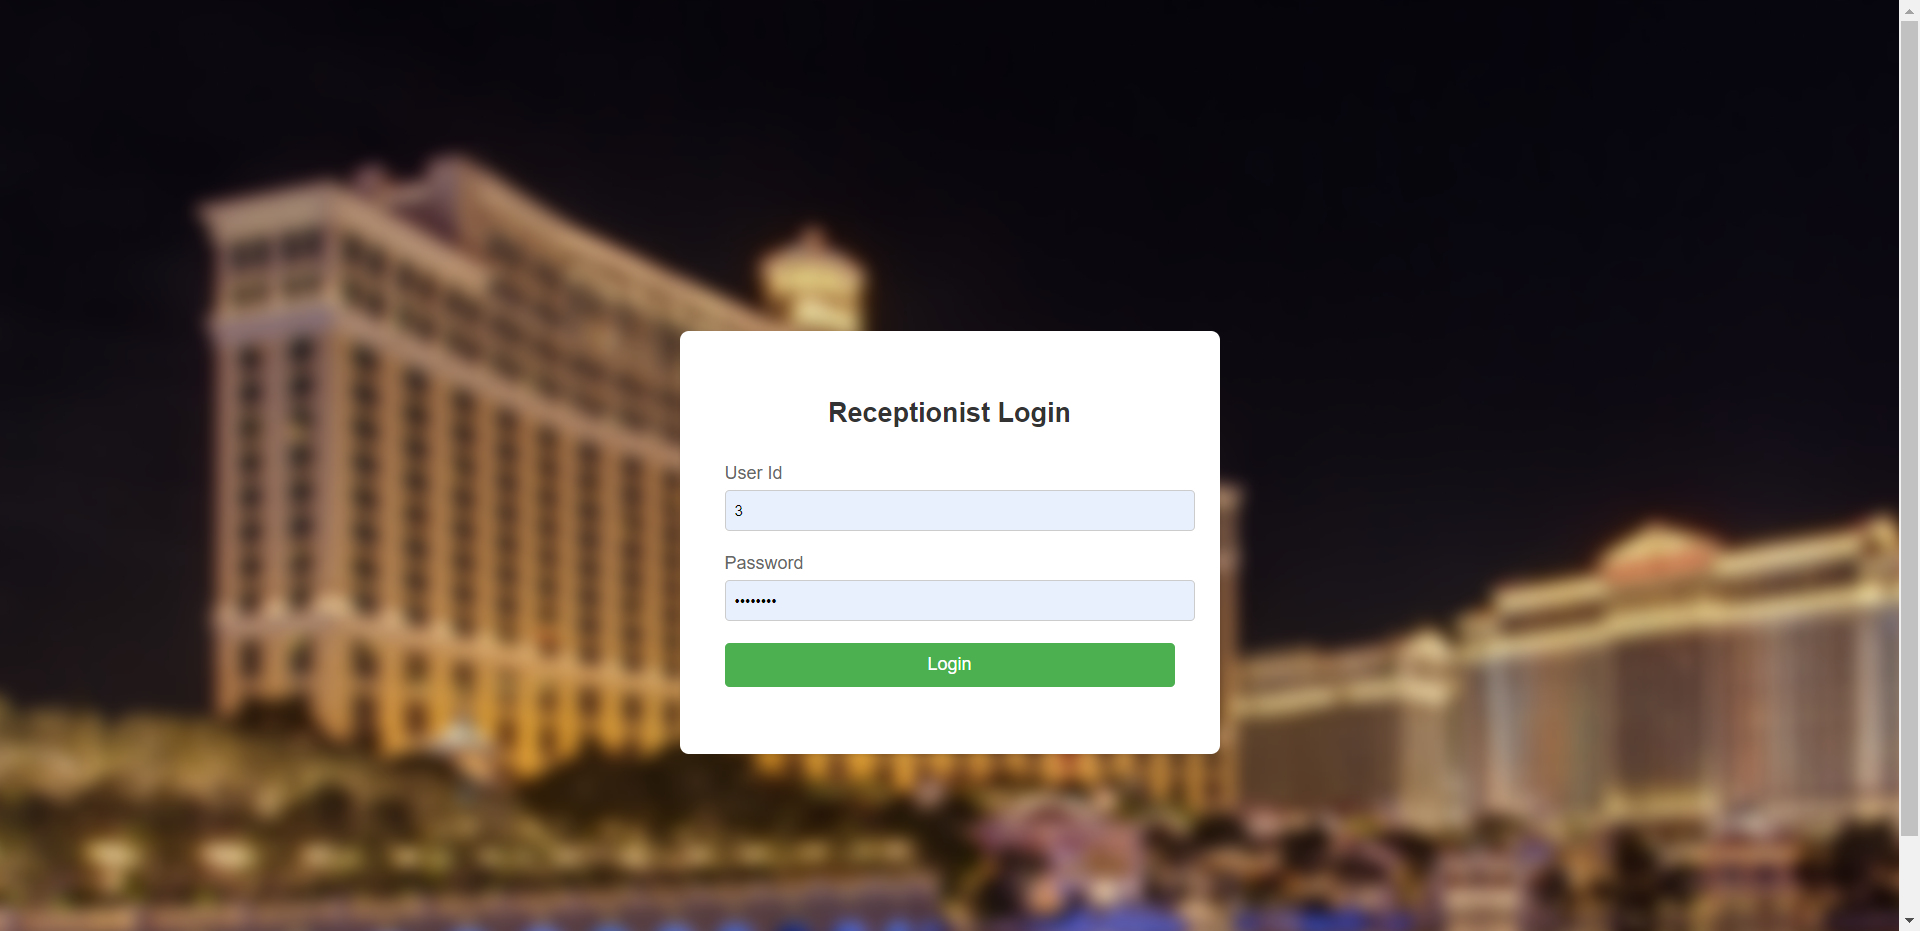 Receptionist Login
User Id
3
Password
••••••••
Login